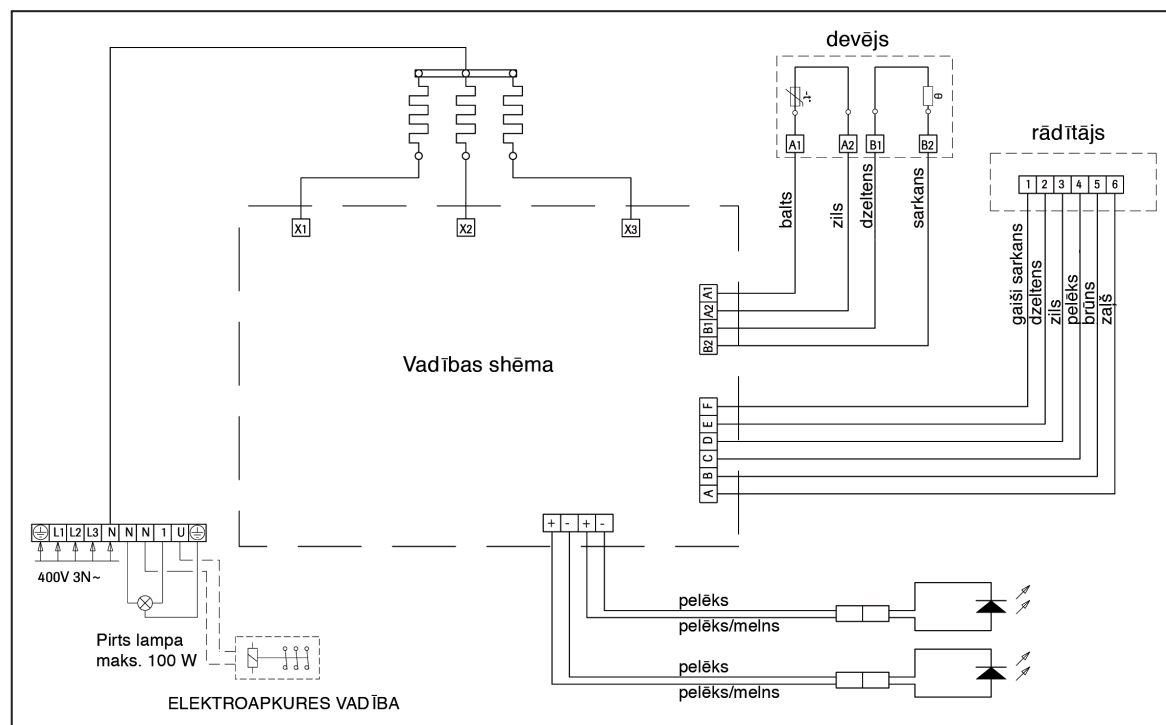 devējs
-t°
θ
A1 A2 B1 B2
balts
zils
dzeltens
sarkans
rādītājs
1 2 3 4 5 6
gaiši sarkans
dzeltens
zils
pelēks
brūns
zaļš
X1 X2 X3
A1
A2
B1
B2
Vadības shēma
F
E
D
C
B
A
L1 L2 L3 N N N 1 U
400V 3N~
Pirts lampa
maks. 100 W
ELEKTROAPKURES VADĪBA
+ - + -
pelēks
pelēks/melns
pelēks
pelēks/melns